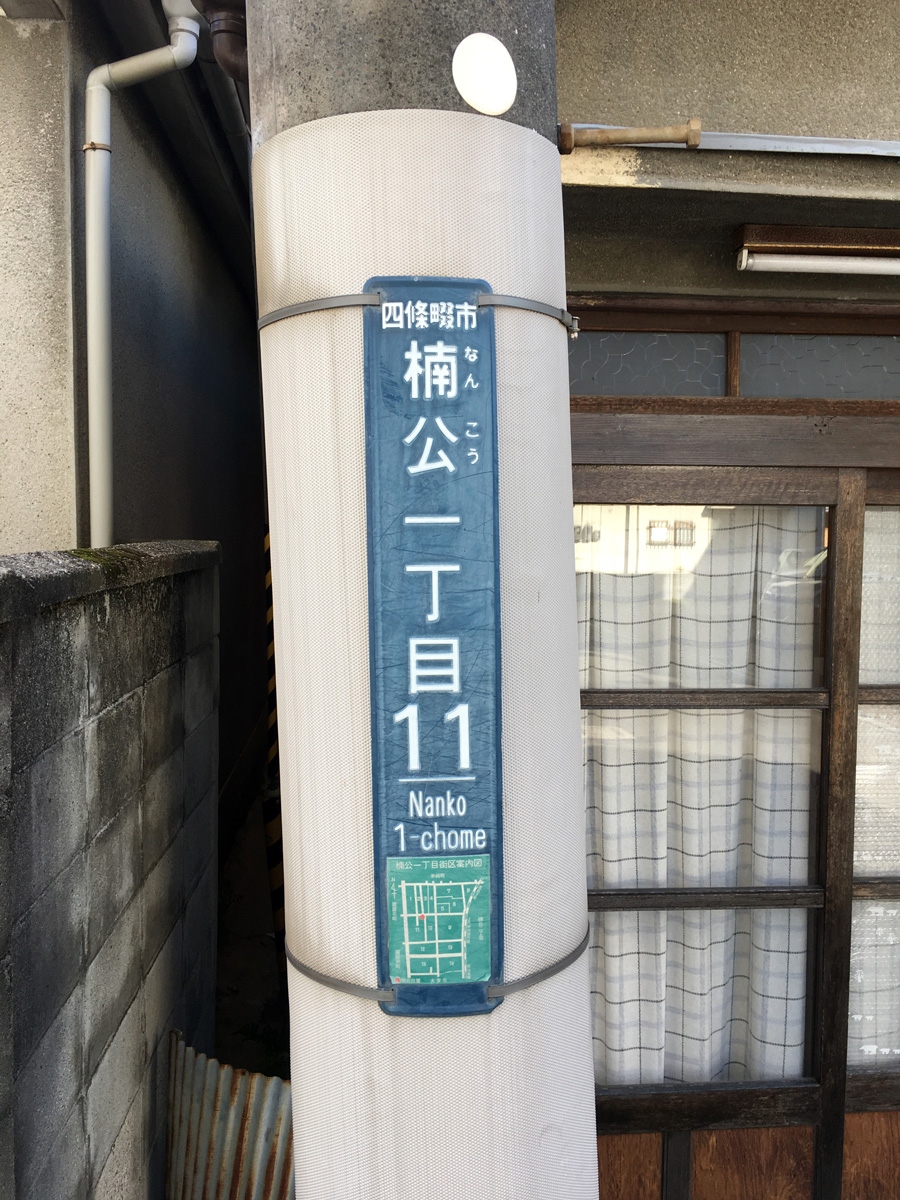 四條畷市
楠公一丁目
なんこう
11
Nanko
1-chome
楠公一丁目街区案内図